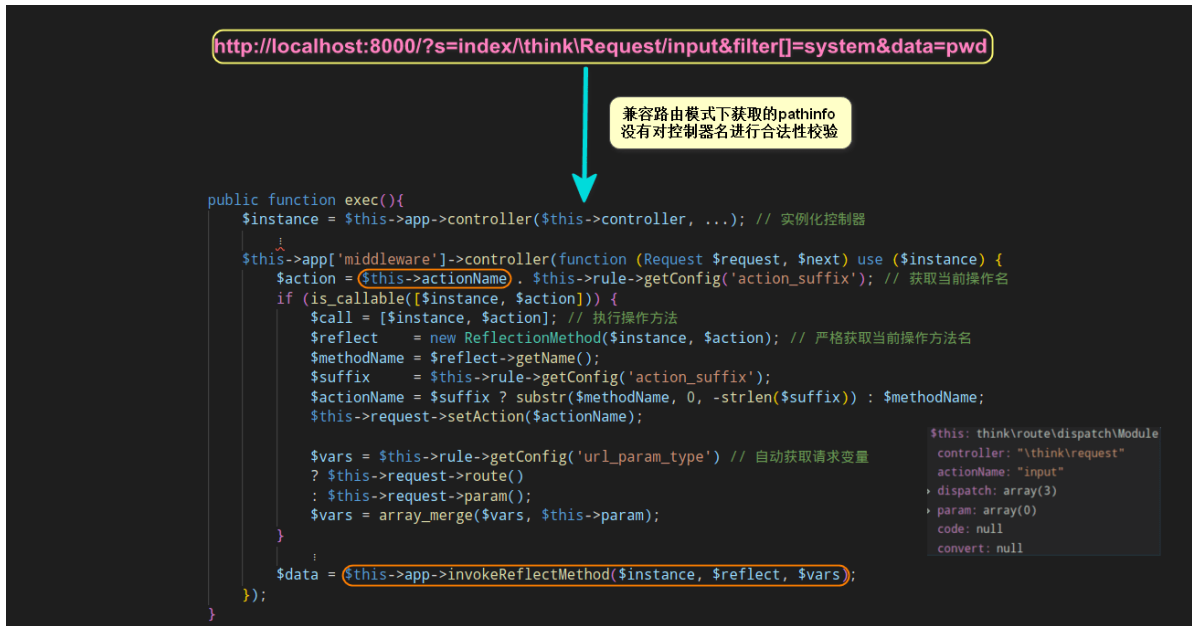 http://localhost:8000/?s=index/\think\Request/input&filter[]=system&data=pwd
兼容路由模式下获取的pathinfo
没有对控制器名进行合法性校验
public function exec(){
$instance = $this->app->controller($this->controller, ...); // 实例化控制器
⋮
$this->app['middleware']->controller(function (Request $request, $next) use ($instance) {
$action = $this->actionName . $this->rule->getConfig('action_suffix'); // 获取当前操作名
if (is_callable([$instance, $action])) {
$call = [$instance, $action]; // 执行操作方法
$reflect = new ReflectionMethod($instance, $action); // 严格获取当前操作方法名
$methodName = $reflect->getName();
$suffix = $this->rule->getConfig('action_suffix');
$actionName = $suffix ? substr($methodName, 0, -strlen($suffix)) : $methodName;
$this->request->setAction($actionName);
$vars = $this->rule->getConfig('url_param_type') // 自动获取请求变量
? $this->request->route()
: $this->request->param();
$vars = array_merge($vars, $this->param);
}
⋮
$data = $this->app->invokeReflectMethod($instance, $reflect, $vars);
});
}
$this: think\route\dispatch\Module
controller: "\think\request"
actionName: "input"
dispatch: array(3)
param: array(0)
code: null
convert: null